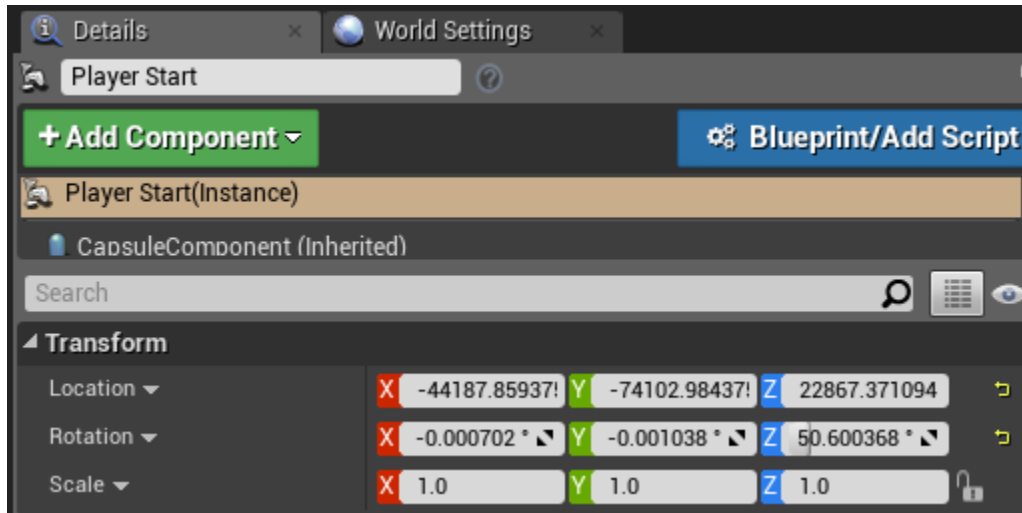 Details World Settings
Player Start
+ Add Component Blueprint/Add Script
Player Start(Instance)
CapsuleComponent (Inherited)
Search
Transform
Location X -44187.85937 Y -74102.98437 Z 22867.371094
Rotation X -0.000702 ° Y -0.001038 ° Z 50.600368 °
Scale X 1.0 Y 1.0 Z 1.0